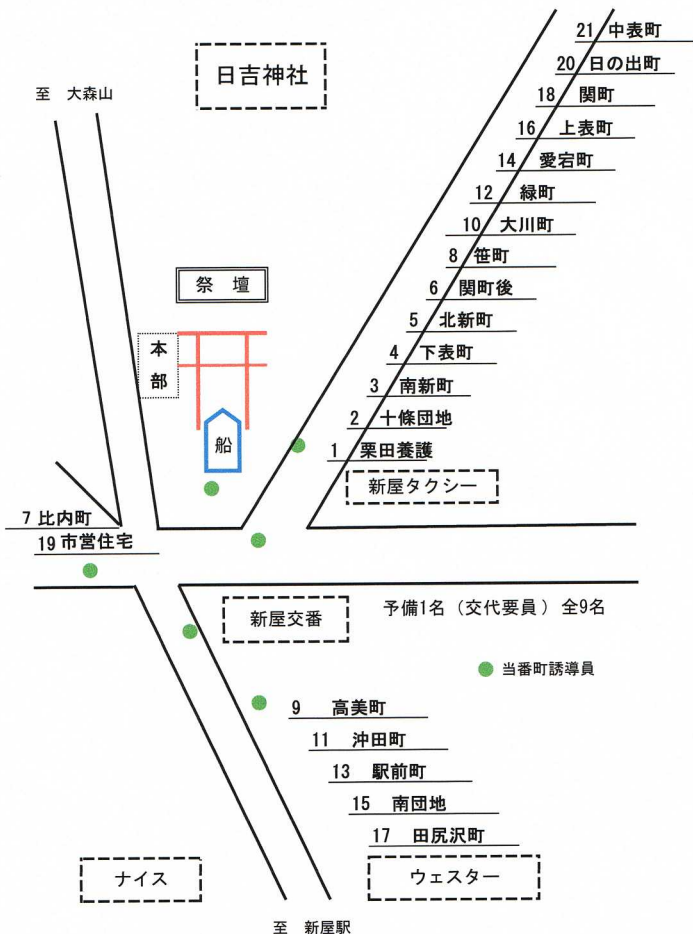 21 中表町
20 日の出町
18 関町
16 上表町
14 愛宕町
12 緑町
10 大川町
8 笹町
6 関町後
5 北新町
4 下表町
3 南新町
2 十條団地
1 栗田養護
日吉神社
至 大森山
祭 壇
本部
船
新屋タクシー
7 比内町
19 市営住宅
新屋交番
予備1名（交代要員）全9名
当番町誘導員
9 高美町
11 沖田町
13 駅前町
15 南団地
17 田尻沢町
ナイス
ウェスター
至 新屋駅